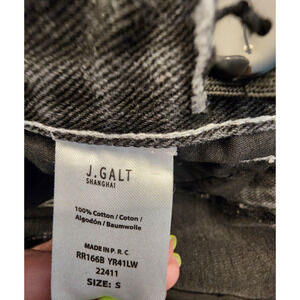 J.GALT
SHANGHAI
100% Cotton / Coton /
Algodón / Baumwolle
MADE IN P. R. C.
RR166B YR41LW
22411
SIZE: S